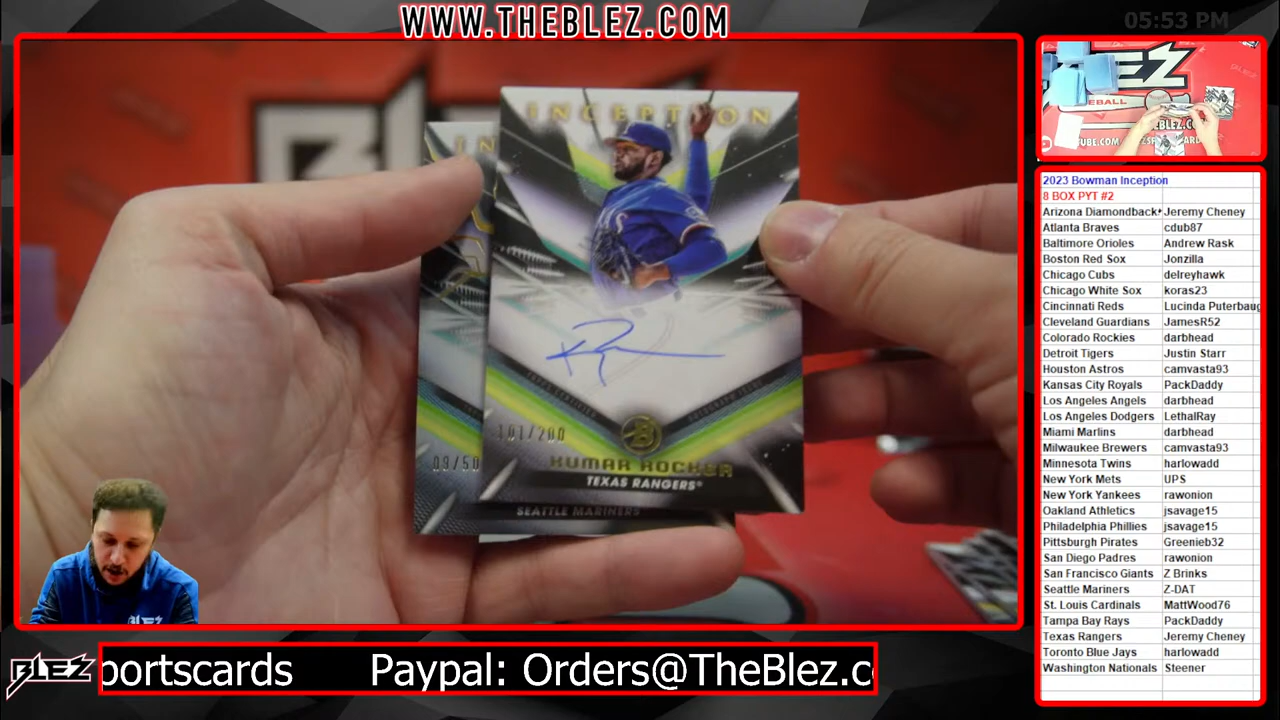 WWW.THEBLEZ.COM
05:53 PM
INCEPTION
IN
101/200
09/50
KUMAR ROCKER
TEXAS RANGERS
SEATTLE MARINERS
BLEZ
portscards Paypal: Orders@TheBlez.c
EZ
EBALL
2023 Bowman Inception
8 BOX PYT #2
Arizona Diamondback Jeremy Cheney
Atlanta Braves cdub87
Baltimore Orioles Andrew Rask
Boston Red Sox Jonzilla
Chicago Cubs delreyhawk
Chicago White Sox koras23
Cincinnati Reds Lucinda Puterbaug
Cleveland Guardians JamesR52
Colorado Rockies darbhead
Detroit Tigers Justin Starr
Houston Astros camvasta93
Kansas City Royals PackDaddy
Los Angeles Angels darbhead
Los Angeles Dodgers LethalRay
Miami Marlins darbhead
Milwaukee Brewers camvasta93
Minnesota Twins harlowadd
New York Mets UPS
New York Yankees rawonion
Oakland Athletics jsavage15
Philadelphia Phillies jsavage15
Pittsburgh Pirates Greenieb32
San Diego Padres rawonion
San Francisco Giants Z Brinks
Seattle Mariners Z-DAT
St. Louis Cardinals MattWood76
Tampa Bay Rays PackDaddy
Texas Rangers Jeremy Cheney
Toronto Blue Jays harlowadd
Washington Nationals Steener